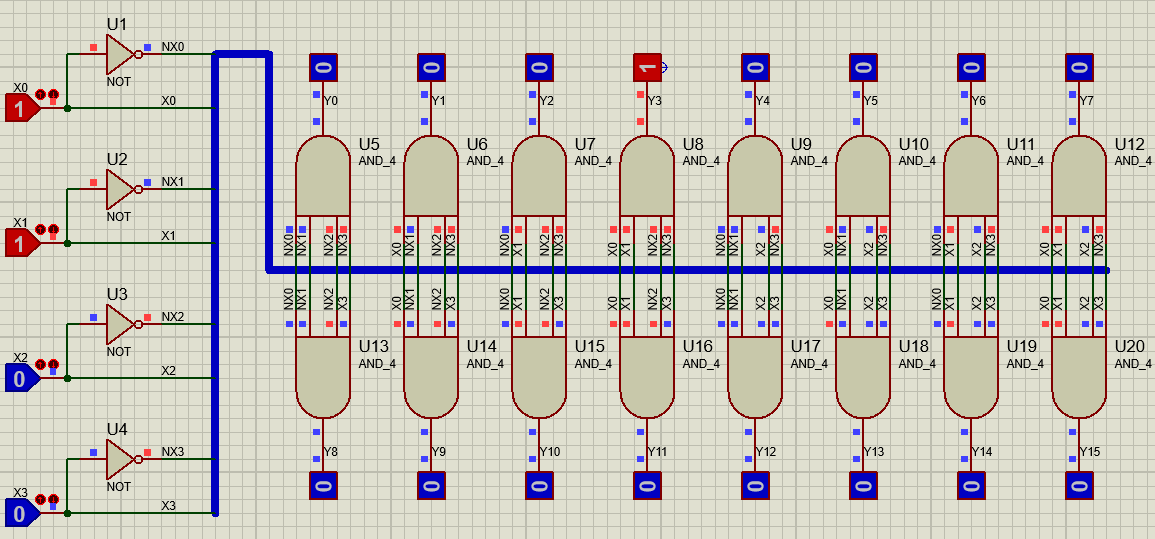 U1
NX0
NOT
X0
1
X0
U2
NX1
NOT
X1
1
X1
U3
NX2
NOT
X2
0
X2
U4
NX3
NOT
X3
0
X3
0 0 0 1 0 0 0 0
Y0 Y1 Y2 Y3 Y4 Y5 Y6 Y7
U5 U6 U7 U8 U9 U10 U11 U12
AND_4 AND_4 AND_4 AND_4 AND_4 AND_4 AND_4 AND_4
NX0 NX1 NX2 NX3 X0 NX1 NX2 NX3 NX0 X1 NX2 NX3 X0 X1 NX2 NX3 NX0 NX1 X2 NX3 X0 NX1 X2 NX3 NX0 X1 X2 NX3 X0 X1 X2 NX3
NX0 NX1 NX2 X3 X0 NX1 NX2 X3 NX0 X1 NX2 X3 X0 X1 NX2 X3 NX0 NX1 X2 X3 X0 NX1 X2 X3 NX0 X1 X2 X3 X0 X1 X2 X3
U13 U14 U15 U16 U17 U18 U19 U20
AND_4 AND_4 AND_4 AND_4 AND_4 AND_4 AND_4 AND_4
Y8 Y9 Y10 Y11 Y12 Y13 Y14 Y15
0 0 0 0 0 0 0 0